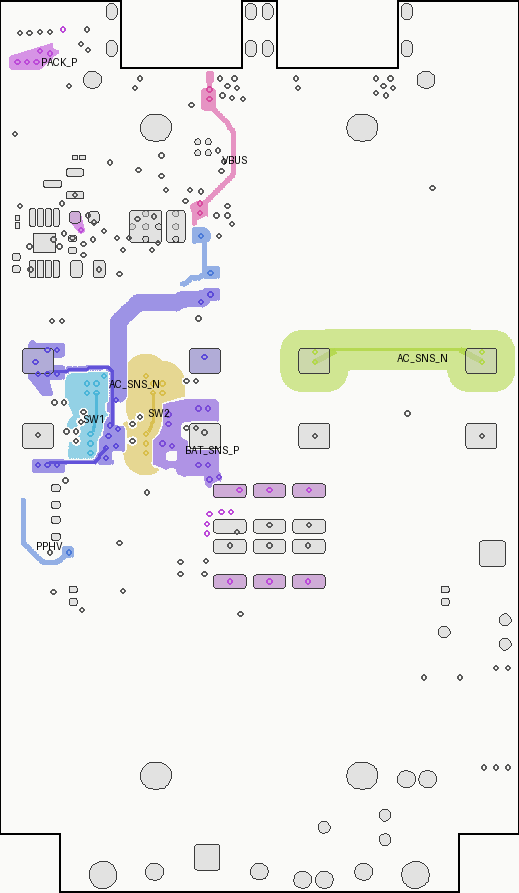 PACK_P
VBUS
AC_SNS_N
AC_SNS_N
SW1
SW2
BAT_SNS_P
PPHV